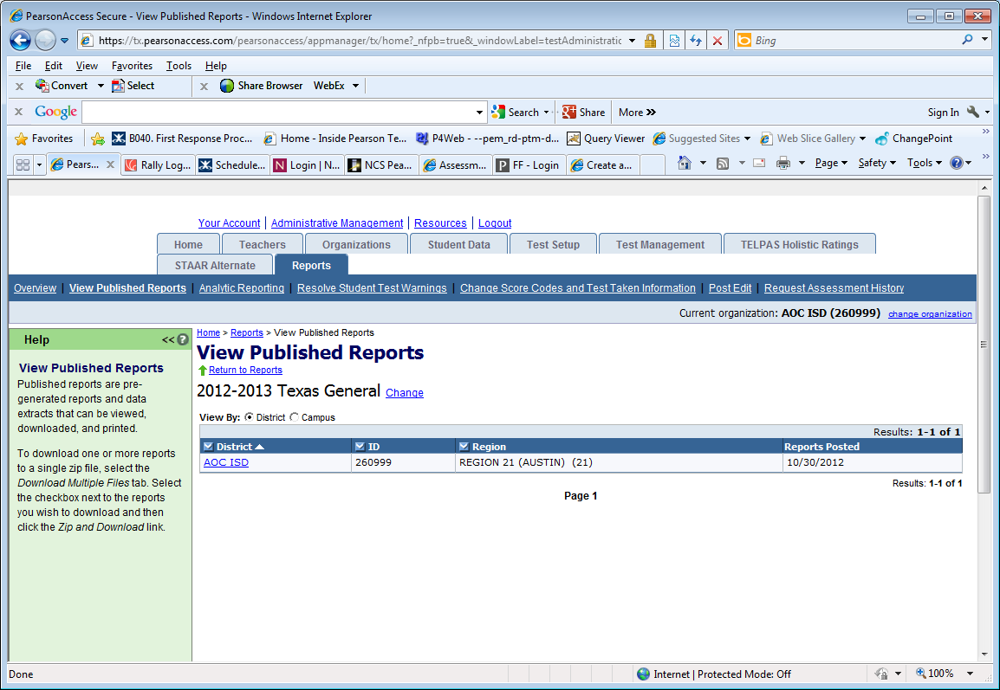 PearsonAccess Secure - View Published Reports - Windows Internet Explorer
https://tx.pearsonaccess.com/pearsonaccess/appmanager/tx/home?_nfpb=true&_windowLabel=testAdministratic Bing
File Edit View Favorites Tools Help
x Convert Select x Share Browser WebEx
x Google Search Share More >> Sign In
Favorites B040. First Response Proc... Home - Inside Pearson Te... P4Web - --pem_rd-ptm-d... Query Viewer Suggested Sites Web Slice Gallery ChangePoint >>
Pears... x Rally Log... Schedule... N Login | N... NCS Pea... Assessm... P FF - Login Create a... Page Safety Tools >>
Your Account | Administrative Management | Resources | Logout
Home Teachers Organizations Student Data Test Setup Test Management TELPAS Holistic Ratings
STAAR Alternate Reports
Overview | View Published Reports | Analytic Reporting | Resolve Student Test Warnings | Change Score Codes and Test Taken Information | Post Edit | Request Assessment History
Current organization: AOC ISD (260999) change organization
Help <<?
View Published Reports
Published reports are pre-
generated reports and data
extracts that can be viewed,
downloaded, and printed.
To download one or more reports
to a single zip file, select the
Download Multiple Files tab. Select
the checkbox next to the reports
you wish to download and then
click the Zip and Download link.
Home > Reports > View Published Reports
View Published Reports
Return to Reports
2012-2013 Texas General Change
View By: District Campus
Results: 1-1 of 1
District ID Region Reports Posted
AOC ISD 260999 REGION 21 (AUSTIN) (21) 10/30/2012
Results: 1-1 of 1
Page 1
Done Internet | Protected Mode: Off 100%